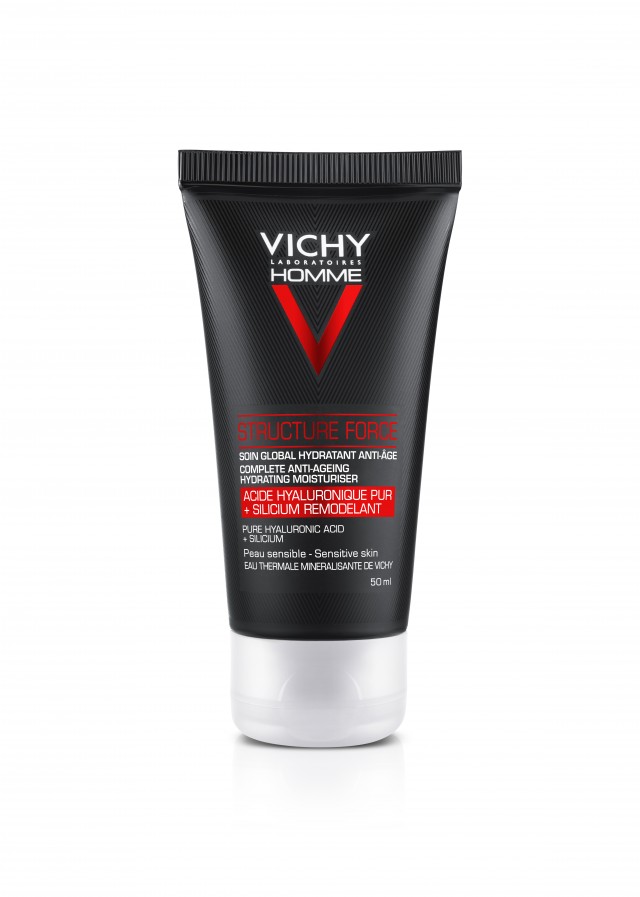 VICHY
LABORATOIRES
HOMME
STRUCTURE FORCE
SOIN GLOBAL HYDRATANT ANTI-ÂGE
COMPLETE ANTI-AGEING
HYDRATING MOISTURISER
ACIDE HYALURONIQUE PUR
+ SILICIUM REMODELANT
PURE HYALURONIC ACID
+ SILICIUM
Peau sensible - Sensitive skin
EAU THERMALE MINERALISANTE DE VICHY
50 ml